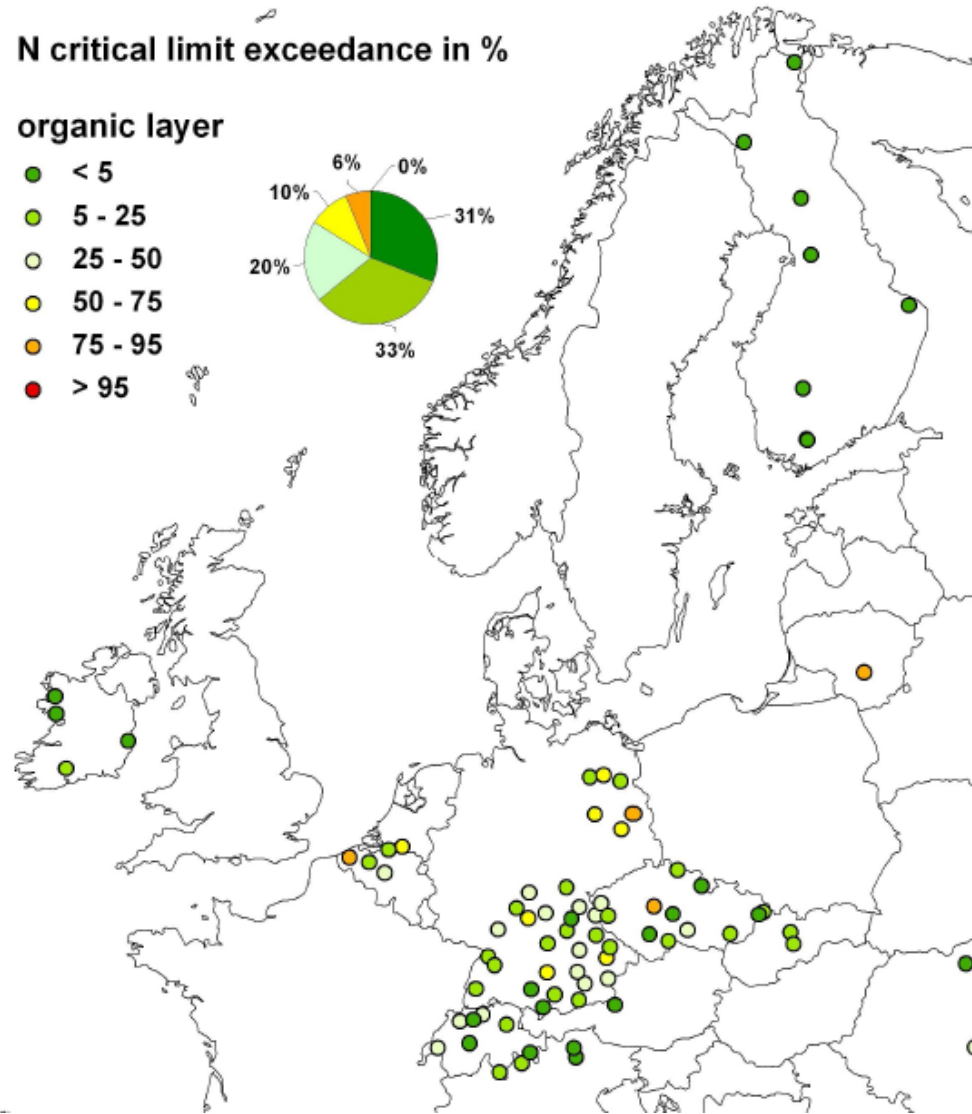 N critical limit exceedance in %
organic layer
< 5
5 - 25
25 - 50
50 - 75
75 - 95
> 95
6%
0%
10%
31%
20%
33%